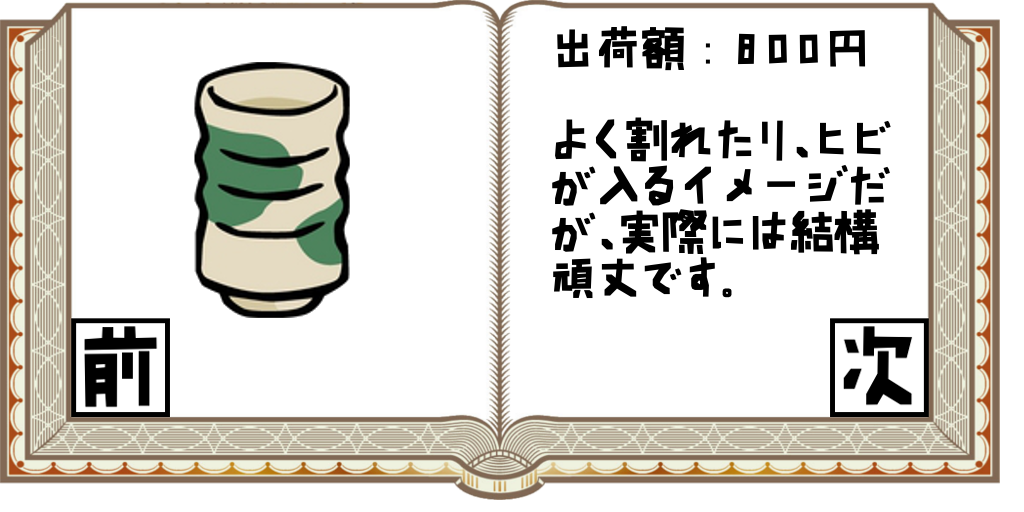 出荷額：800円
よく割れたり、ヒビ
が入るイメージだ
が、実際には結構
頑丈です。
前
次